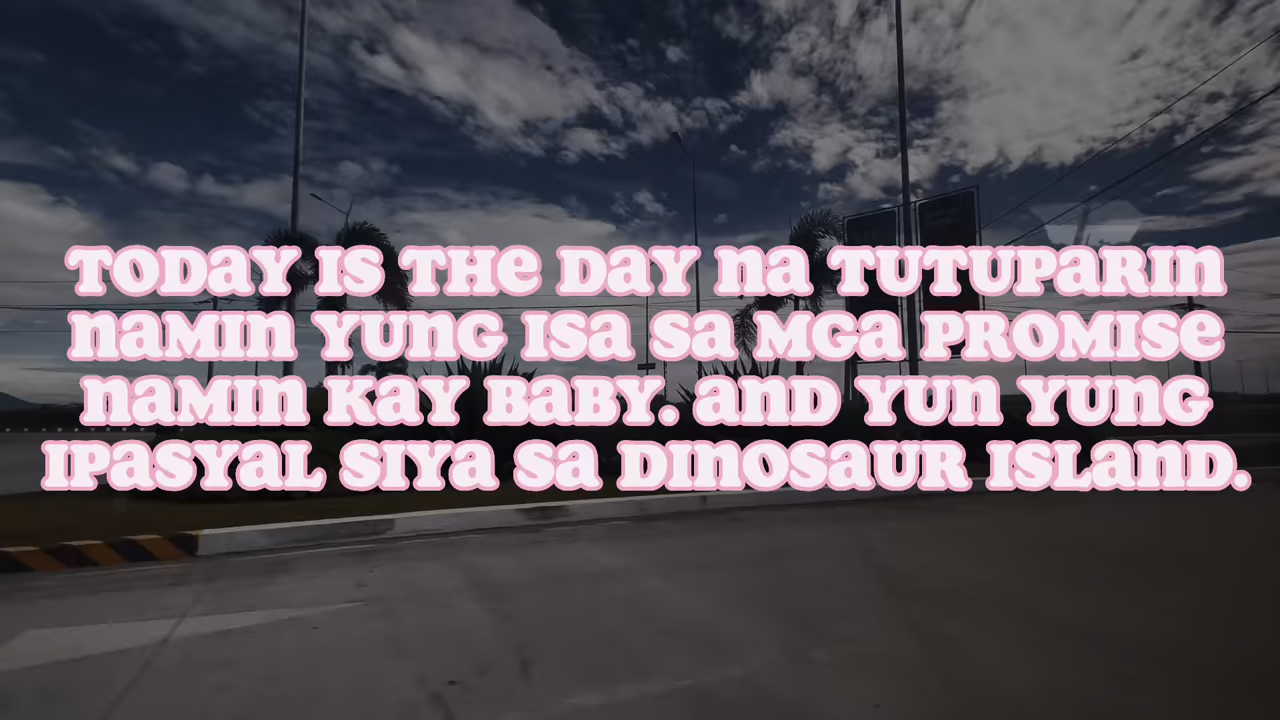 TODAY IS THE DAY NA TUTUPARIN
NAMIN YUNG ISA SA MGA PROMISE
NAMIN KAY BABY. AND YUN YUNG
IPASYAL SIYA SA DINOSAUR ISLAND.